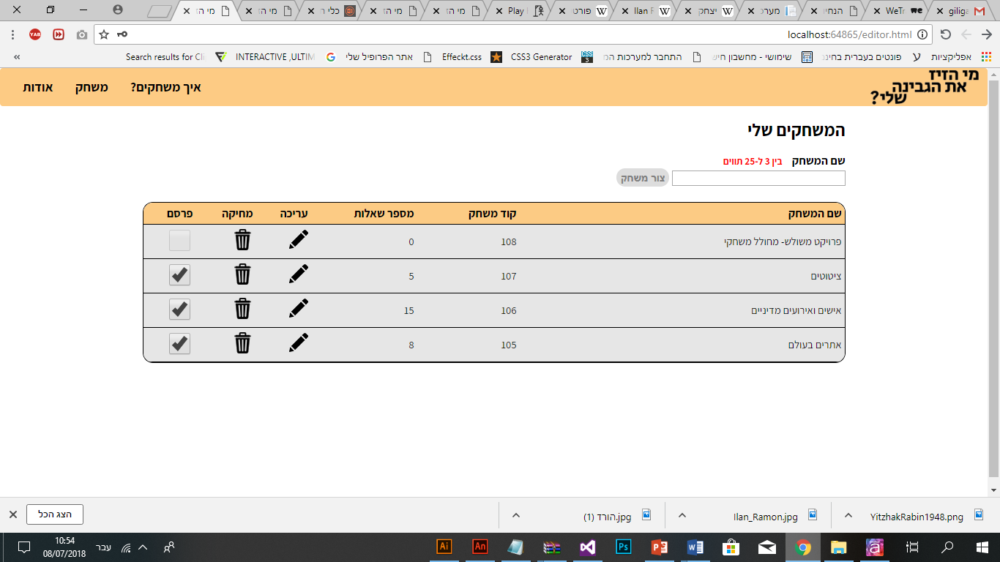 giliga
WeTr
הנחיו
מערכ
יצחק
Ilan R
פורט
Play
מי הז
מי הז
כלי ר
מי הז
מי הז
localhost:64865/editor.html
אפליקציות
פונטים בעברית בחינ
שימושי - מחשבון חיש
התחבר למערכות המ
CSS3 Generator
Effeckt.css
אתר הפרופיל שלי
INTERACTIVE ,ULTIM
Search results for Cli
מי הזיז
את הגבינה
שלי?
איך משחקים? משחק אודות
המשחקים שלי
שם המשחק בין 3 ל-25 תווים
צור משחק
שם המשחק קוד משחק מספר שאלות עריכה מחיקה פרסם
פרויקט משולש- מחולל משחקי 108 0
ציטוטים 107 5
אישים ואירועים מדיניים 106 15
אתרים בעולם 105 8
YitzhakRabin1948.png
Ilan_Ramon.jpg
הורד (1).jpg
הצג הכל
עבר
10:54
08/07/2018